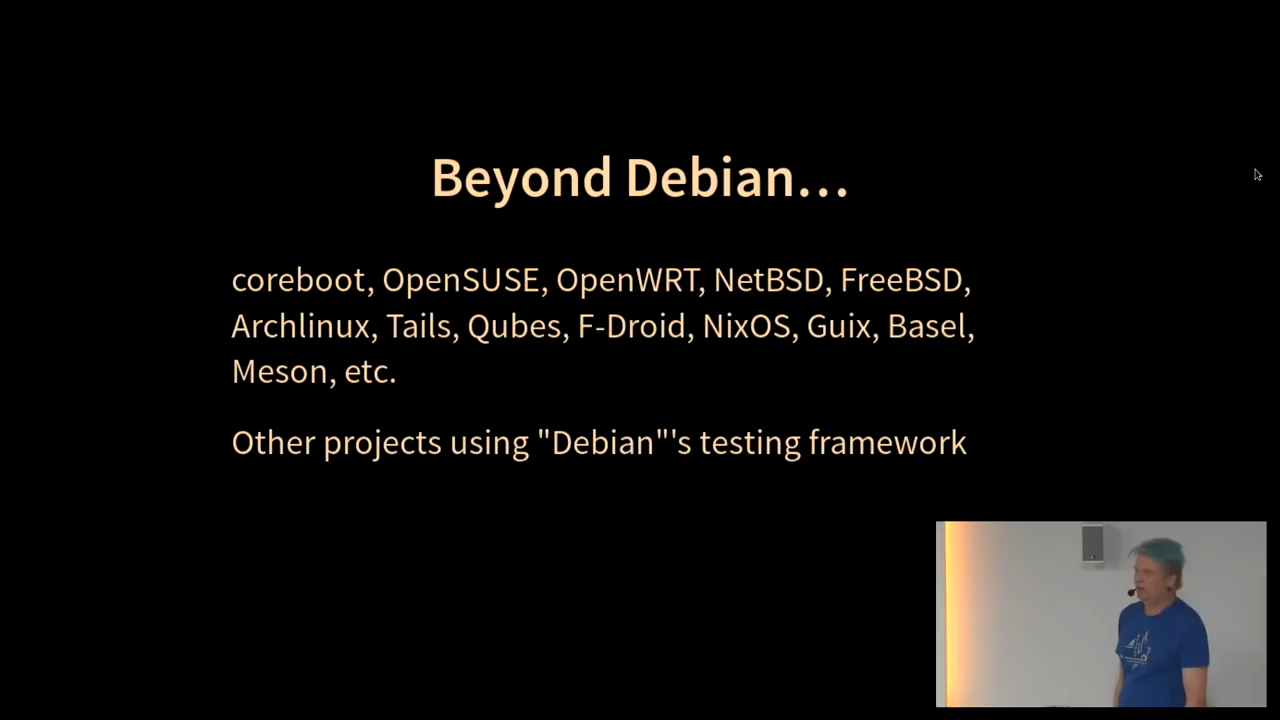 Beyond Debian…
coreboot, OpenSUSE, OpenWRT, NetBSD, FreeBSD,
Archlinux, Tails, Qubes, F-Droid, NixOS, Guix, Basel,
Meson, etc.
Other projects using "Debian"'s testing framework